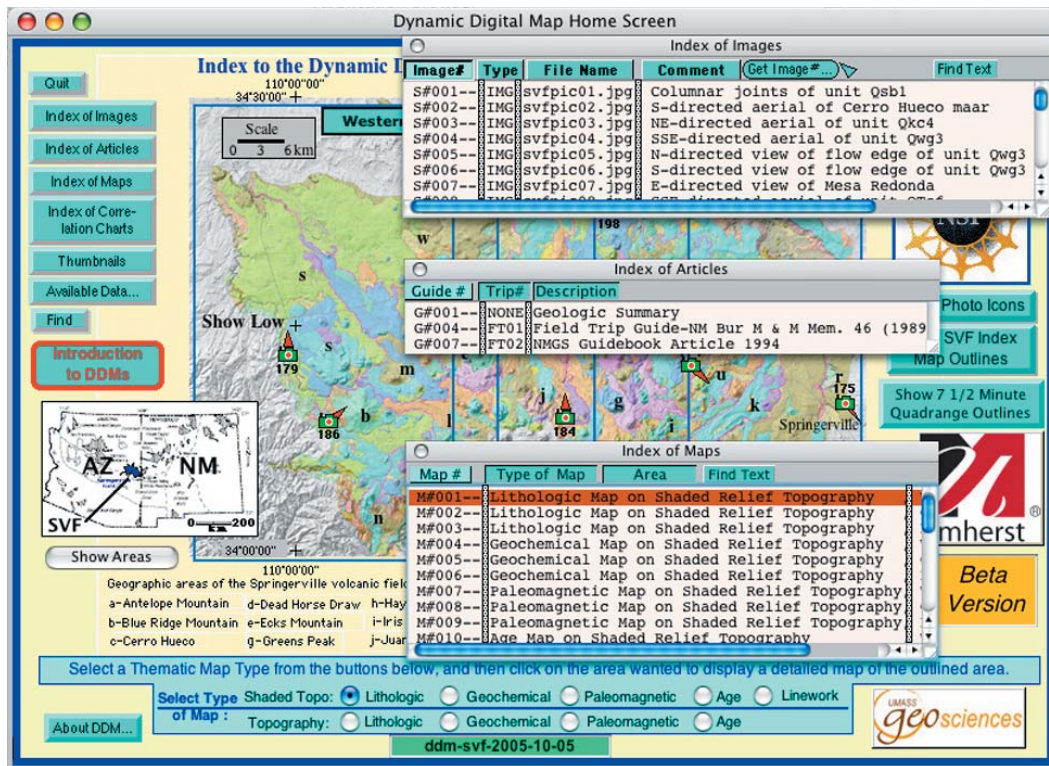 Dynamic Digital Map Home Screen
Index of Images
Image# Type File Name Comment Get Image #... Find Text
S#001-- IMG svfpic01.jpg Columnar joints of unit Qsb1
S#002-- IMG svfpic02.jpg S-directed aerial of Cerro Hueco maar
S#003-- IMG svfpic03.jpg NE-directed aerial of unit Qkc4
S#004-- IMG svfpic04.jpg SSE-directed aerial of unit Qwg3
S#005-- IMG svfpic05.jpg N-directed view of flow edge of unit Qwg3
S#006-- IMG svfpic06.jpg S-directed view of flow edge of unit Qwg3
S#007-- IMG svfpic07.jpg E-directed view of Mesa Redonda
Index to the Dynamic
110°00'00"
34°30'00"
Quit
Index of Images
Index of Articles
Index of Maps
Index of Corre-
lation Charts
Thumbnails
Available Data...
Find
Introduction
to DDMs
Scale
0 3 6 km
Wester
198
w
s
Show Low
179
s
m
186
b
l
j
184
g
i
u
k
r
175
Springerville
n
Index of Articles
Guide # Trip# Description
G#001-- NONE Geologic Summary
G#004-- FT01 Field Trip Guide-NM Bur M & M Mem. 46 (1989
G#007-- FT02 NMGS Guidebook Article 1994
NSF
Photo Icons
SVF Index
Map Outlines
Show 7 1/2 Minute
Quadrange Outlines
Index of Maps
Map # Type of Map Area Find Text
M#001-- Lithologic Map on Shaded Relief Topography
M#002-- Lithologic Map on Shaded Relief Topography
M#003-- Lithologic Map on Shaded Relief Topography
M#004-- Geochemical Map on Shaded Relief Topography
M#005-- Geochemical Map on Shaded Relief Topography
M#006-- Geochemical Map on Shaded Relief Topography
M#007-- Paleomagnetic Map on Shaded Relief Topography
M#008-- Paleomagnetic Map on Shaded Relief Topography
M#009-- Paleomagnetic Map on Shaded Relief Topography
M#010-- Age Map on Shaded Relief Topography
AZ NM
SVF
0 200
km
Show Areas
34°00'00"
110°00'00"
mherst
®
Beta
Version
Geographic areas of the Springerville volcanic fiel
a-Antelope Mountain d-Dead Horse Draw h-Hay
b-Blue Ridge Mountain e-Ecks Mountain i-Iris
c-Cerro Hueco g-Greens Peak j-Juan
Select a Thematic Map Type from the buttons below, and then click on the area wanted to display a detailed map of the outlined area.
Select Type
of Map :
Shaded Topo: Lithologic Geochemical Paleomagnetic Age Linework
Topography: Lithologic Geochemical Paleomagnetic Age
About DDM...
ddm-svf-2005-10-05
UMASS
geosciences